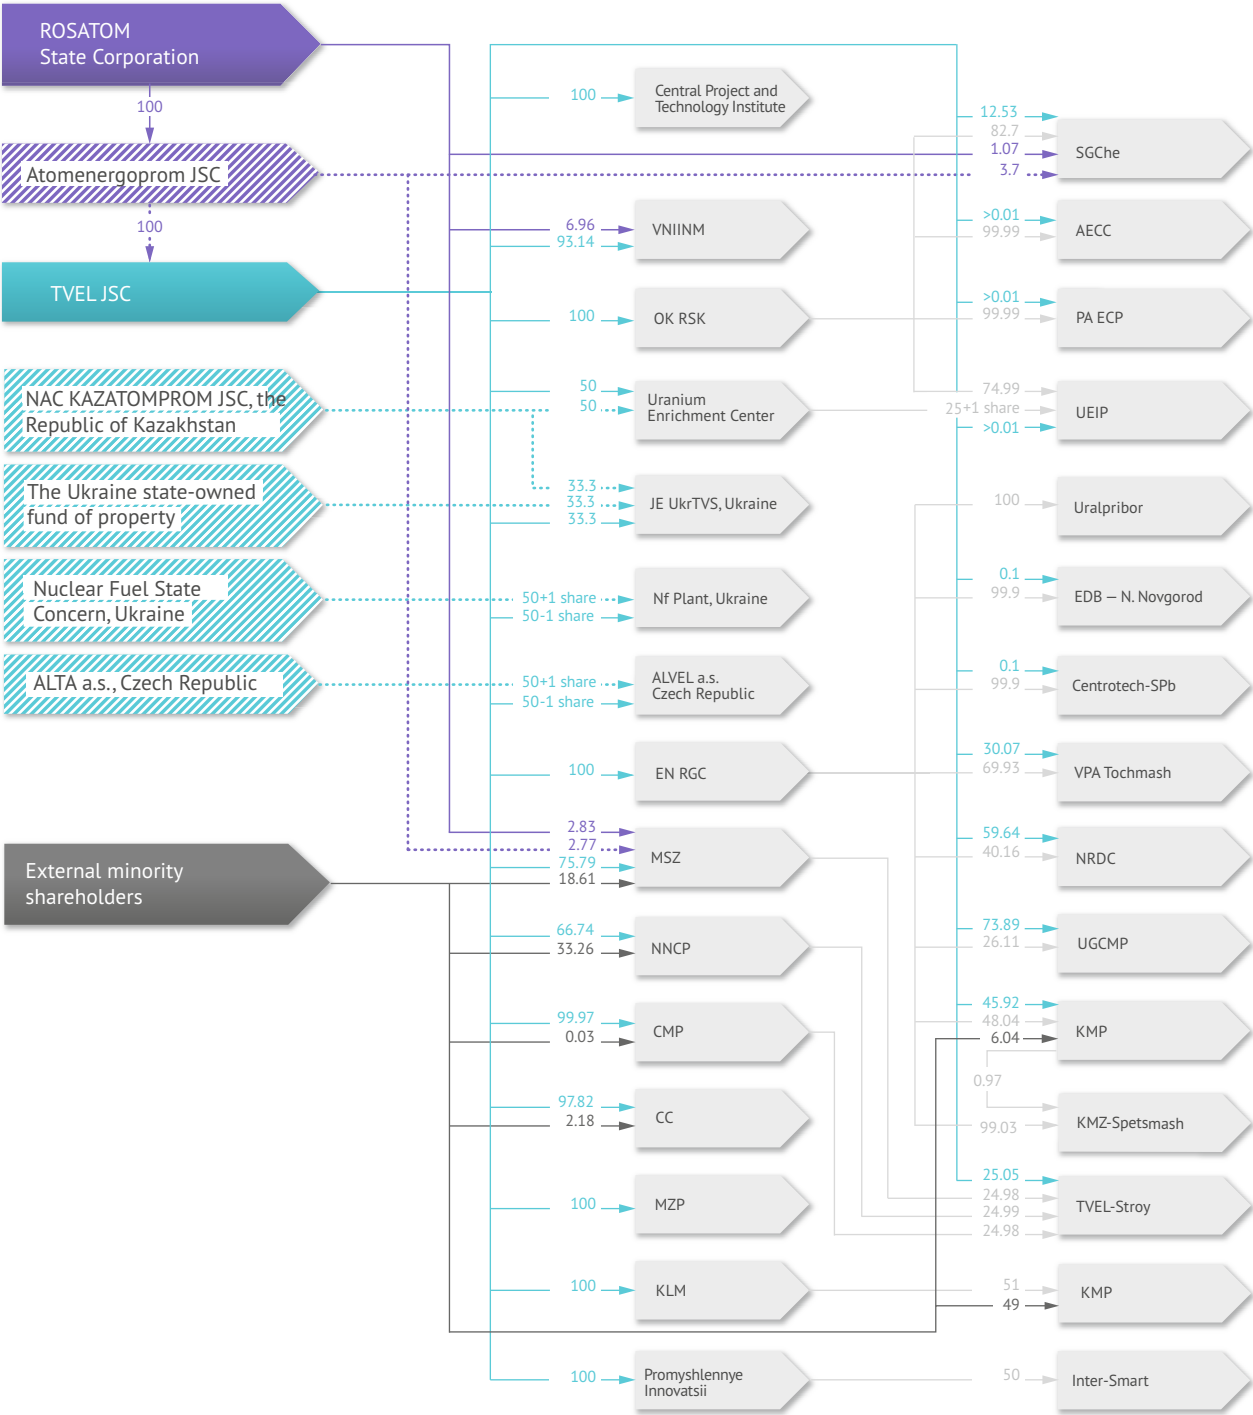 ROSATOM
State Corporation
100
Atomenergoprom JSC
100
TVEL JSC
NAC KAZATOMPROM JSC, the
Republic of Kazakhstan
The Ukraine state-owned
fund of property
Nuclear Fuel State
Concern, Ukraine
ALTA a.s., Czech Republic
External minority
shareholders
100
Central Project and
Technology Institute
6.96
93.14
VNIINM
100
OK RSK
50
50
Uranium
Enrichment Center
33.3
33.3
33.3
JE UkrTVS, Ukraine
50+1 share
50-1 share
Nf Plant, Ukraine
50+1 share
50-1 share
ALVEL a.s.
Czech Republic
100
EN RGC
2.83
2.77
75.79
18.61
MSZ
66.74
33.26
NNCP
99.97
0.03
CMP
97.82
2.18
CC
100
MZP
100
KLM
100
Promyshlennye
Innovatsii
12.53
82.7
1.07
3.7
SGChe
>0.01
99.99
AECC
>0.01
99.99
PA ECP
74.99
25+1 share
>0.01
UEIP
100
Uralpribor
0.1
99.9
EDB — N. Novgorod
0.1
99.9
Centrotech-SPb
30.07
69.93
VPA Tochmash
59.64
40.16
NRDC
73.89
26.11
UGCMP
45.92
48.04
6.04
KMP
0.97
99.03
KMZ-Spetsmash
25.05
24.98
24.99
24.98
TVEL-Stroy
51
49
KMP
50
Inter-Smart